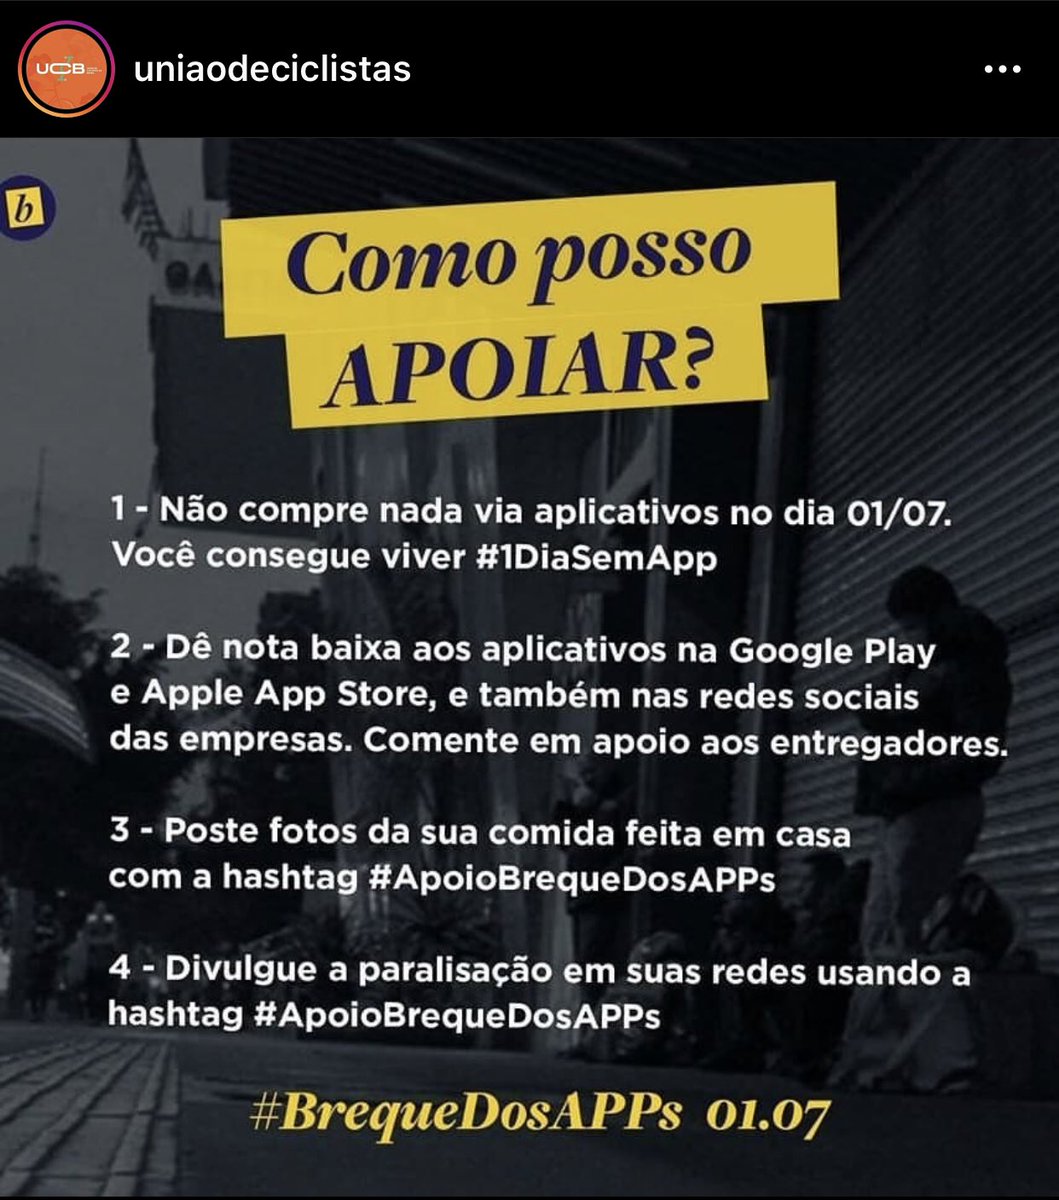 UCB
uniaodeciclistas
b
Como posso
APOIAR?
1 - Não compre nada via aplicativos no dia 01/07.
Você consegue viver #1DiaSemApp
2 - Dê nota baixa aos aplicativos na Google Play
e Apple App Store, e também nas redes sociais
das empresas. Comente em apoio aos entregadores.
3 - Poste fotos da sua comida feita em casa
com a hashtag #ApoioBrequeDosAPPs
4 - Divulgue a paralisação em suas redes usando a
hashtag #ApoioBrequeDosAPPs
#BrequeDosAPPs 01.07